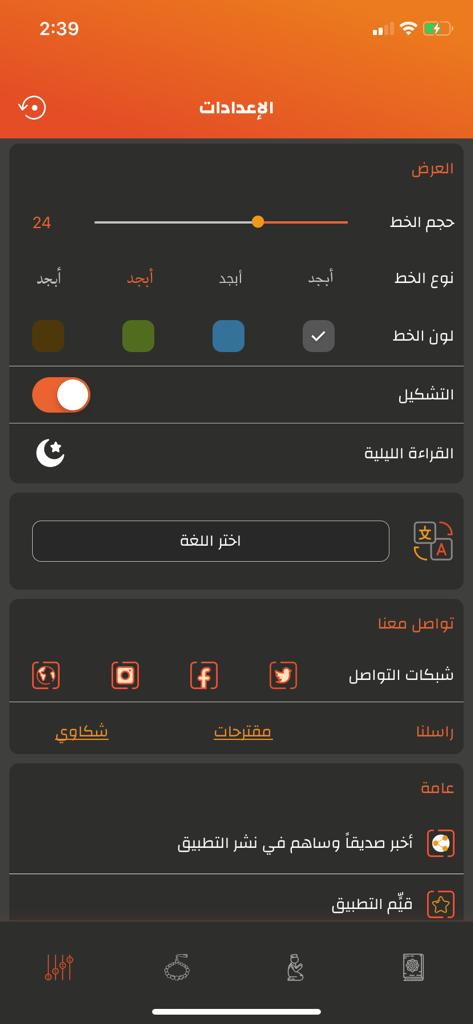 2:39
الإعدادات
العرض
حجم الخط 24
نوع الخط أبجد أبجد أبجد أبجد
لون الخط
التشكيل
القراءة الليلية
اختر اللغة
文
A
تواصل معنا
شبكات التواصل
راسلنا مقترحات شكاوي
عامة
أخبر صديقاً وساهم في نشر التطبيق
قيِّم التطبيق